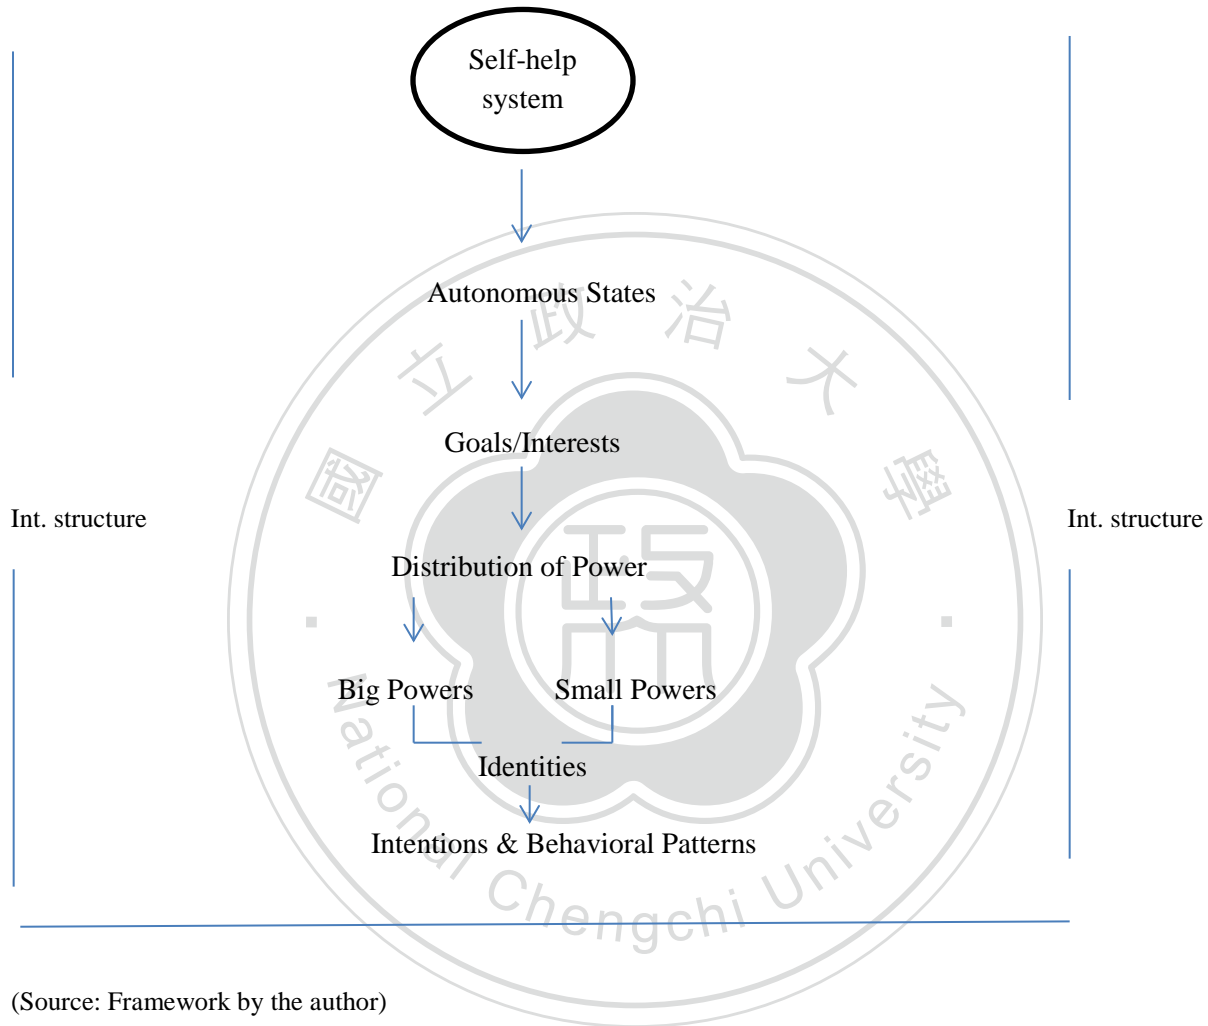 Self-help
system
Autonomous States
國立政治大學
Goals/Interests
Int. structure
Int. structure
Distribution of Power
Big Powers
Small Powers
Identities
Intentions & Behavioral Patterns
National Chengchi University
(Source: Framework by the author)